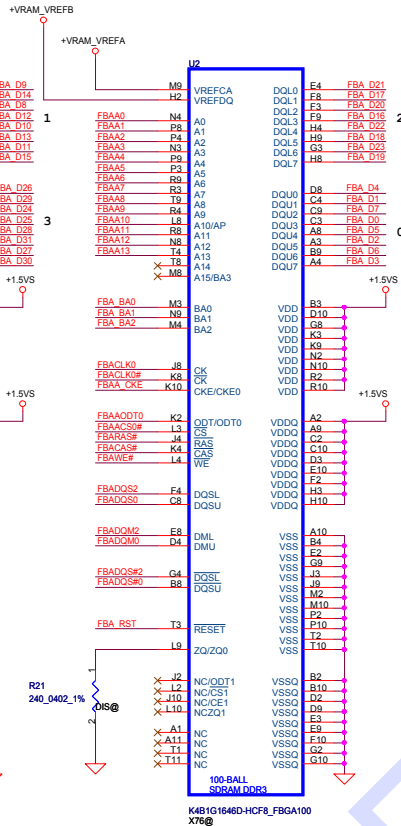 +VRAM_VREFB
+VRAM_VREFA
U2
M9 VREFCA
H2 VREFDQ
FBAA0 N4 A0
FBAA1 P8 A1
FBAA2 P4 A2
FBAA3 N3 A3
FBAA4 P9 A4
FBAA5 P3 A5
FBAA6 R9 A6
FBAA7 R3 A7
FBAA8 T9 A8
FBAA9 R4 A9
FBAA10 L8 A10/AP
FBAA11 R8 A11
FBAA12 N8 A12
FBAA13 T4 A13
T8 A14
M8 A15/BA3
FBA_BA0 M3 BA0
FBA_BA1 N9 BA1
FBA_BA2 M4 BA2
FBACLK0 J8 CK
FBACLK0# K8 CK
FBAA_CKE K10 CKE/CKE0
FBAAODT0 K2 ODT/ODT0
FBAACS0# L3 CS
FBARAS# J4 RAS
FBACAS# K4 CAS
FBAWE# L4 WE
FBADQS2 F4 DQSL
FBADQS0 C8 DQSU
FBADQM2 E8 DML
FBADQM0 D4 DMU
FBADQS#2 G4 DQSL
FBADQS#0 B8 DQSU
FBA_RST T3 RESET
L9 ZQ/ZQ0
J2 NC/ODT1
L2 NC/CS1
J10 NC/CE1
L10 NCZQ1
A1 NC
A11 NC
T1 NC
T11 NC
DQL0 E4 FBA_D21
DQL1 F8 FBA_D17
DQL2 F3 FBA_D20
DQL3 F9 FBA_D16
DQL4 H4 FBA_D22
DQL5 H9 FBA_D18
DQL6 G3 FBA_D23
DQL7 H8 FBA_D19
2
DQU0 D8 FBA_D4
DQU1 C4 FBA_D1
DQU2 C9 FBA_D7
DQU3 C3 FBA_D0
DQU4 A8 FBA_D5
DQU5 A3 FBA_D2
DQU6 B9 FBA_D6
DQU7 A4 FBA_D3
0
+1.5VS
VDD B3
VDD D10
VDD G8
VDD K3
VDD K9
VDD N2
VDD N10
VDD R2
VDD R10
+1.5VS
VDDQ A2
VDDQ A9
VDDQ C2
VDDQ C10
VDDQ D3
VDDQ E10
VDDQ F2
VDDQ H3
VDDQ H10
VSS A10
VSS B4
VSS E2
VSS G9
VSS J3
VSS J9
VSS M2
VSS M10
VSS P2
VSS P10
VSS T2
VSS T10
VSSQ B2
VSSQ B10
VSSQ D2
VSSQ D9
VSSQ E3
VSSQ E9
VSSQ F10
VSSQ G2
VSSQ G10
100-BALL
SDRAM DDR3
K4B1G1646D-HCF8_FBGA100
X76@
R21
240_0402_1%
DIS@
1
2
BA_D9
BA_D14
BA_D8
BA_D12
BA_D10
BA_D13
BA_D11
BA_D15
1
BA_D26
BA_D29
BA_D24
BA_D25
BA_D28
BA_D31
BA_D27
BA_D30
3
+1.5VS
+1.5VS